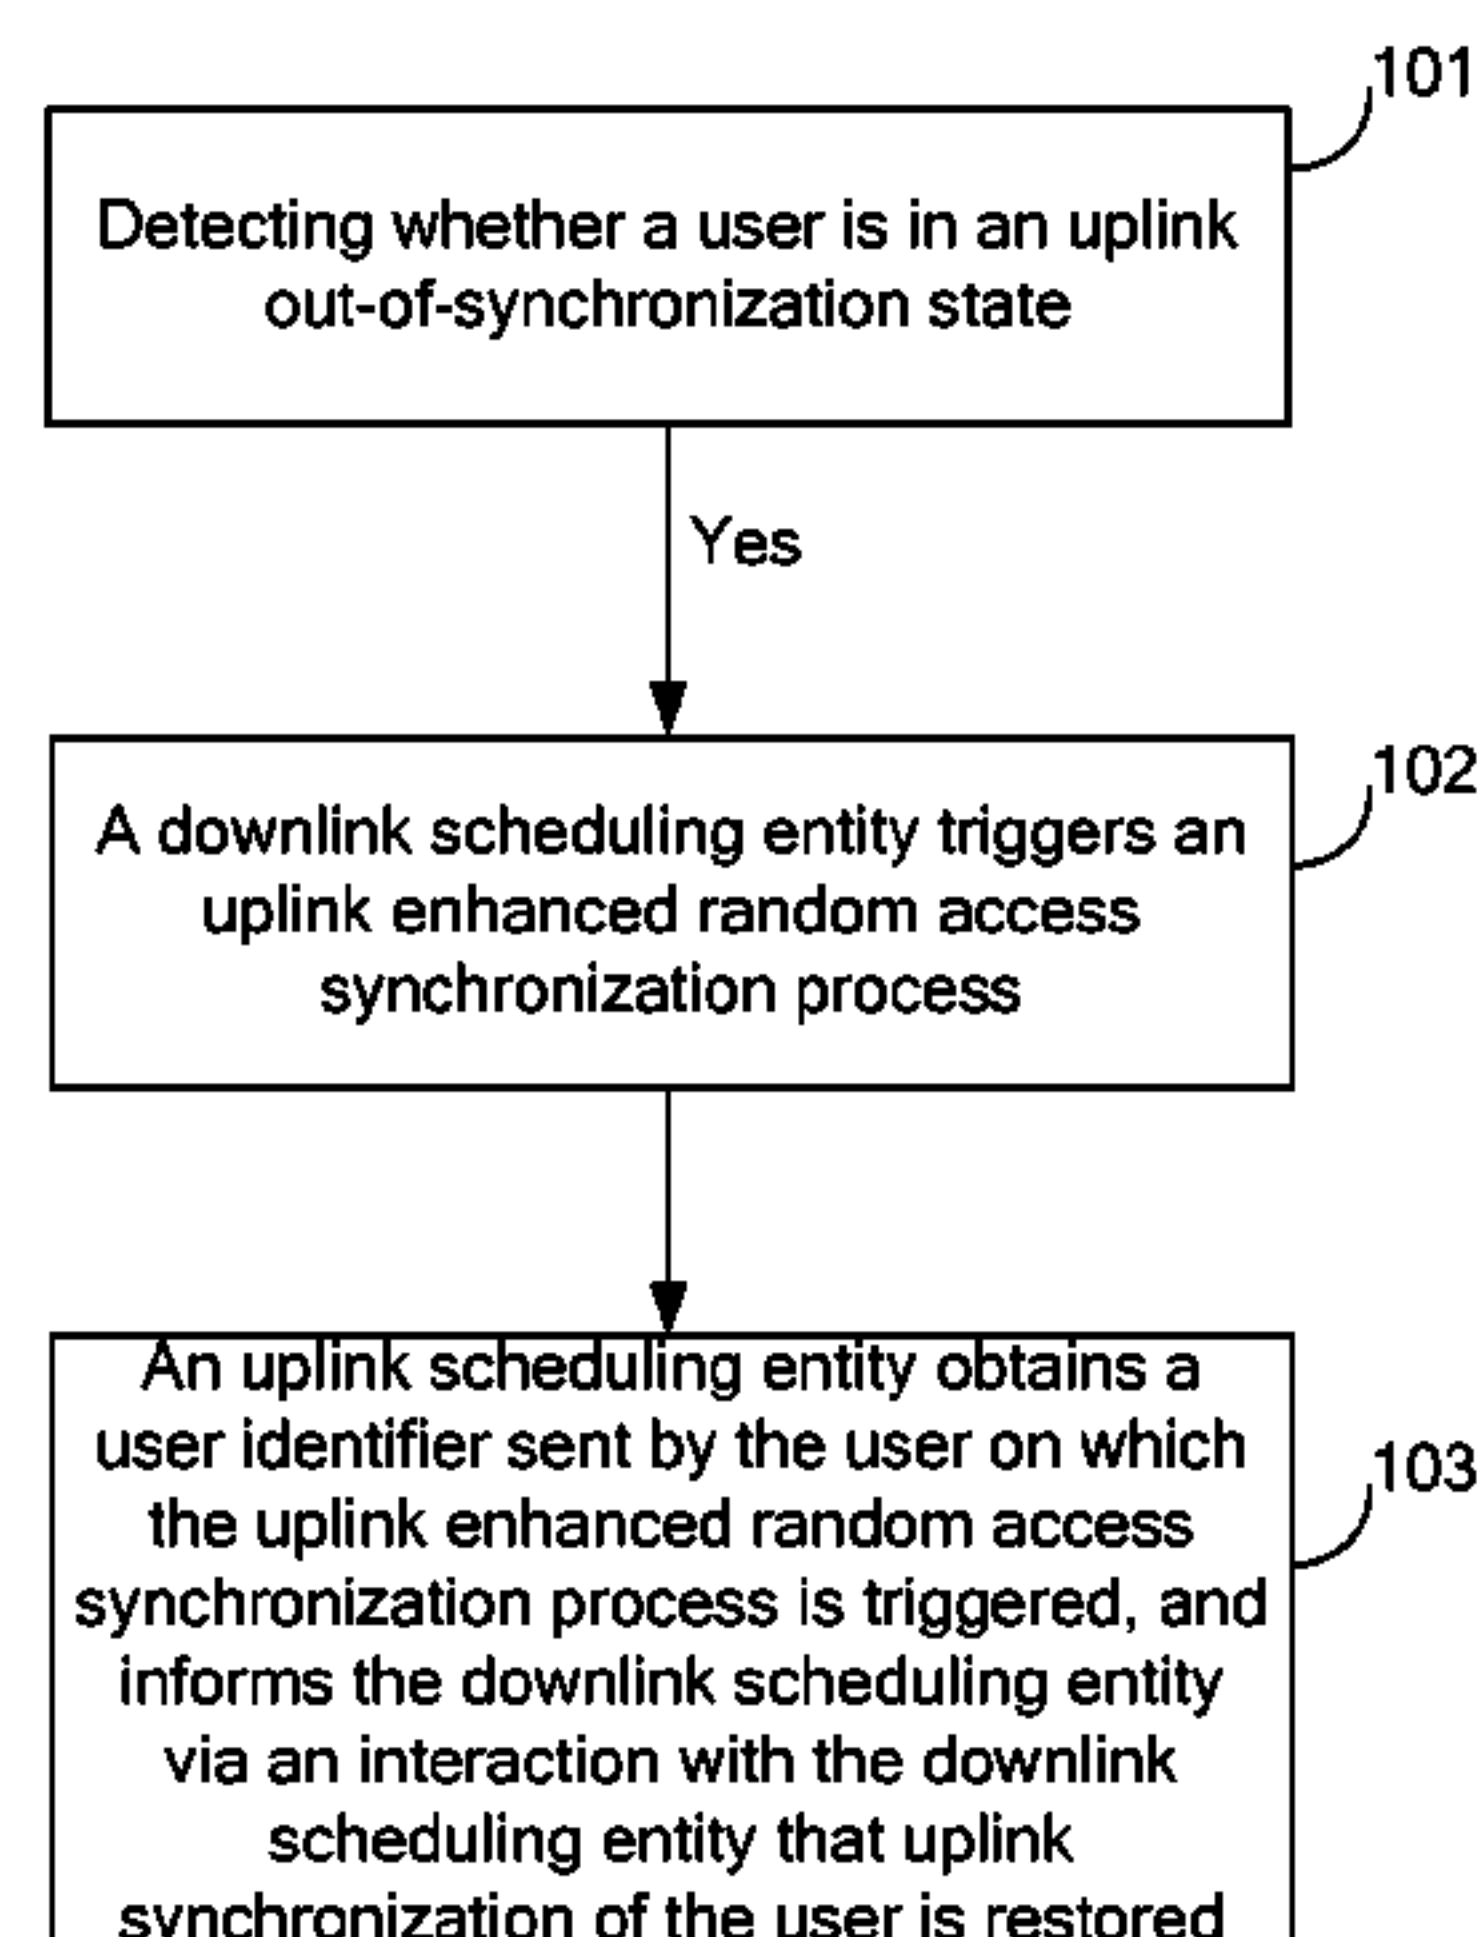 101
Detecting whether a user is in an uplink
out-of-synchronization state
Yes
102
A downlink scheduling entity triggers an
uplink enhanced random access
synchronization process
An uplink scheduling entity obtains a
user identifier sent by the user on which
103
the uplink enhanced random access
synchronization process is triggered, and
informs the downlink scheduling entity
via an interaction with the downlink
scheduling entity that uplink
synchronization of the user is restored